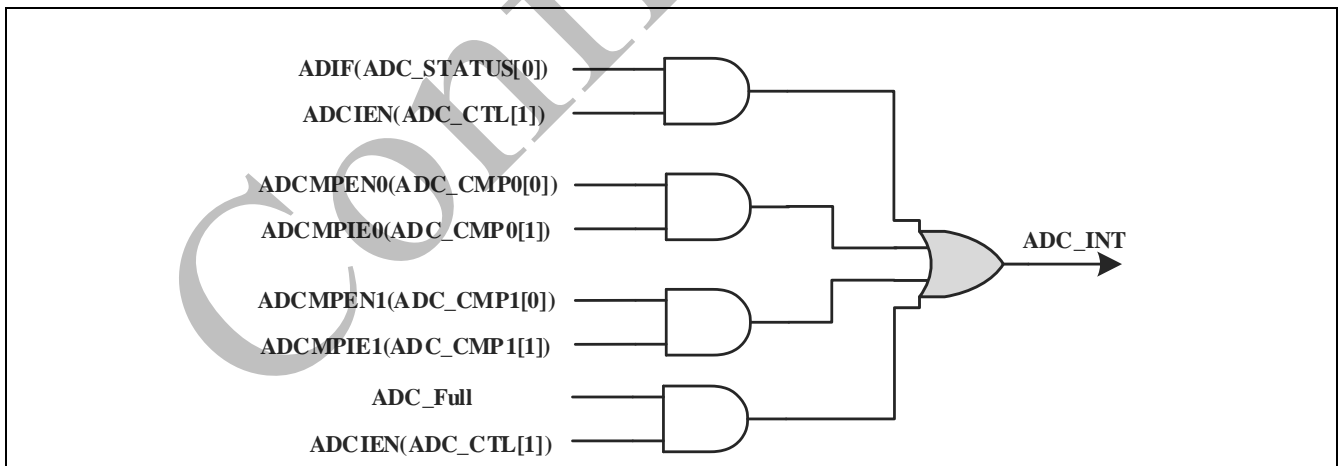 ADIF(ADC_STATUS[0])
ADCIEN(ADC_CTL[1])
ADCMPEN0(ADC_CMP0[0])
ADCMPIE0(ADC_CMP0[1])
ADC_INT
ADCMPEN1(ADC_CMP1[0])
ADCMPIE1(ADC_CMP1[1])
ADC_Full
ADCIEN(ADC_CTL[1])